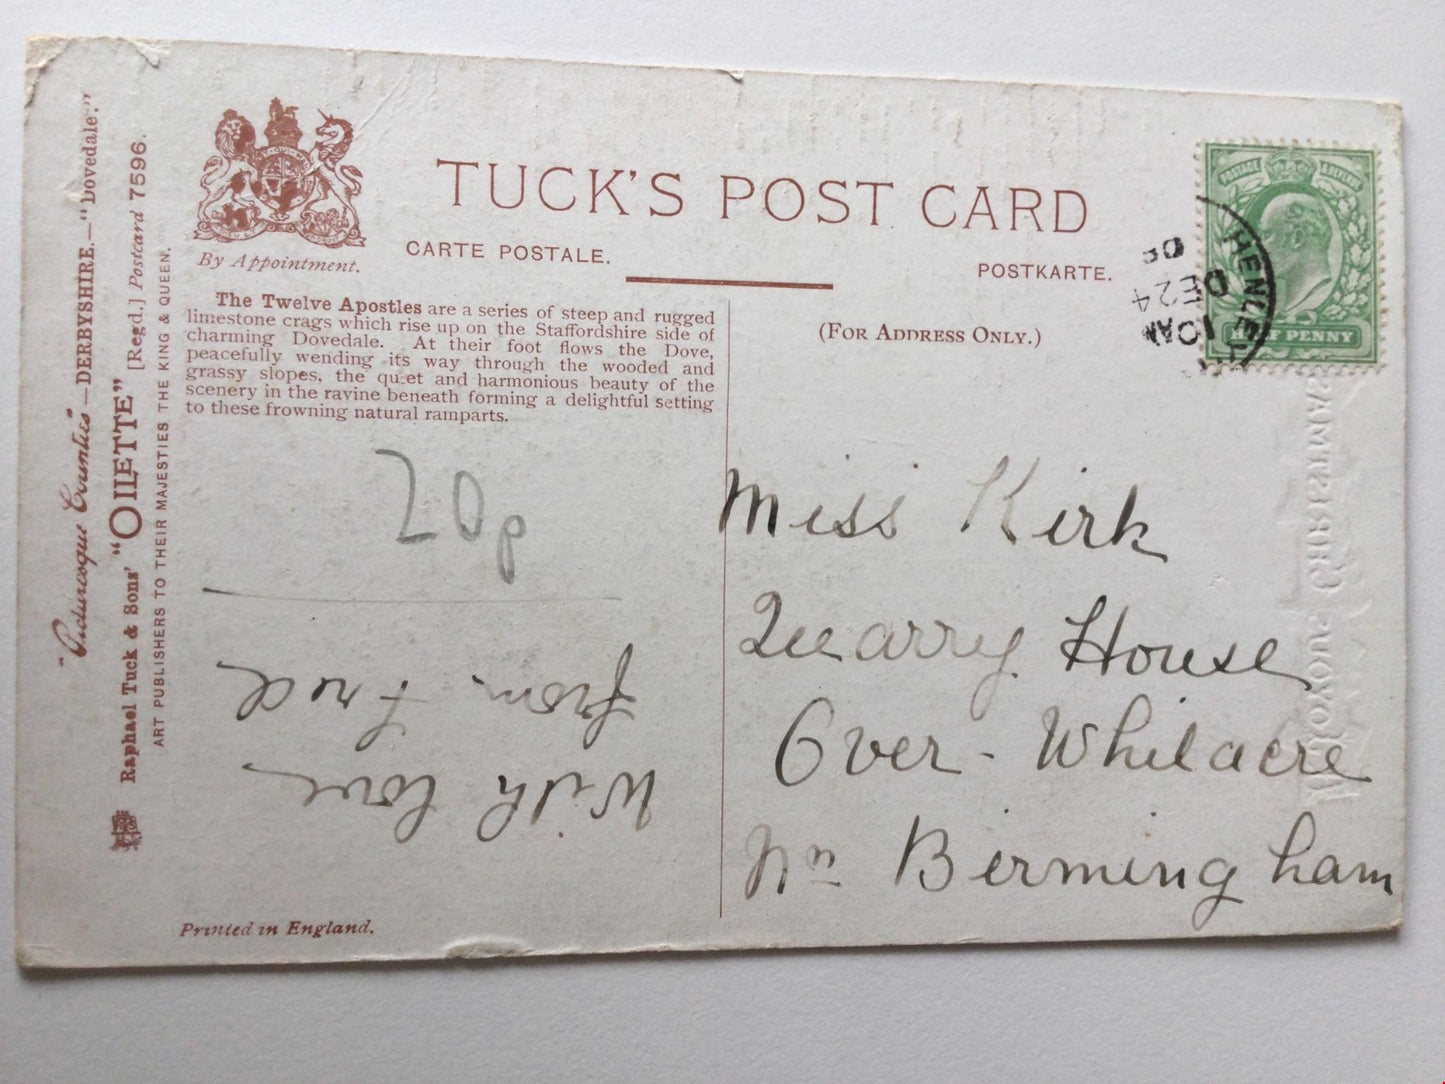 TUCK'S POST CARD
CARTE POSTALE.
POSTKARTE.
By Appointment.
(FOR ADDRESS ONLY.)
"Picturesque Counties"—DERBYSHIRE.—"Dovedale."
Raphael Tuck & Sons' "OILETTE" [Regd.] Postcard 7596.
ART PUBLISHERS TO THEIR MAJESTIES THE KING & QUEEN.
The Twelve Apostles are a series of steep and rugged
limestone crags which rise up on the Staffordshire side of
charming Dovedale. At their foot flows the Dove,
peacefully wending its way through the wooded and
grassy slopes, the quiet and harmonious beauty of the
scenery in the ravine beneath forming a delightful setting
to these frowning natural ramparts.
20p
With love
from Fred
Printed in England.
POSTAGE & REVENUE
HALF PENNY
HENLEY
10AM
DE24
08
Miss Kirk
Quarry House
Over-Whitacre
Nr Birmingham